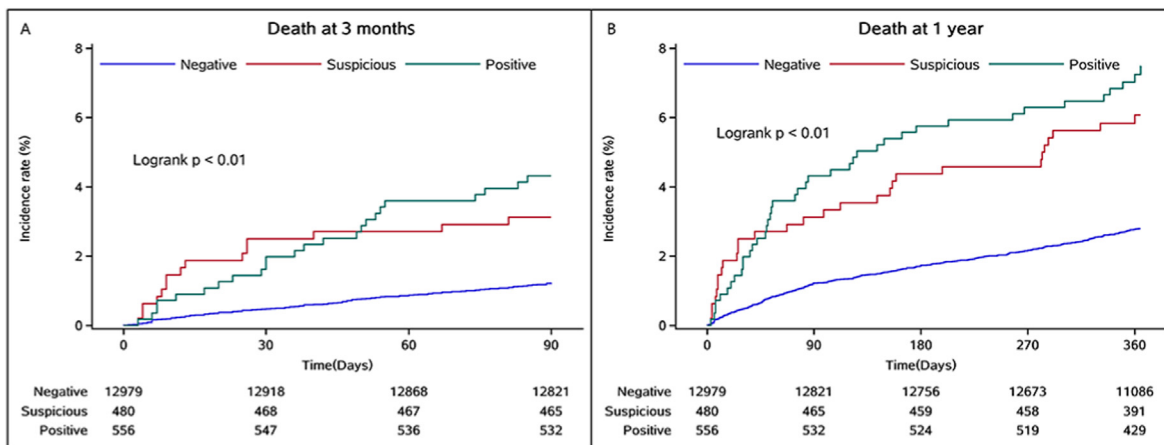 A
Death at 3 months
8
6
4
2
0
Incidence rate (%)
Negative Suspicious Positive
Logrank p < 0.01
0 30 60 90
Time(Days)
Negative 12979 12918 12868 12821
Suspicious 480 468 467 465
Positive 556 547 536 532
B
Death at 1 year
8
6
4
2
0
Incidence rate (%)
Negative Suspicious Positive
Logrank p < 0.01
0 90 180 270 360
Time(Days)
Negative 12979 12821 12756 12673 11086
Suspicious 480 465 459 458 391
Positive 556 532 524 519 429